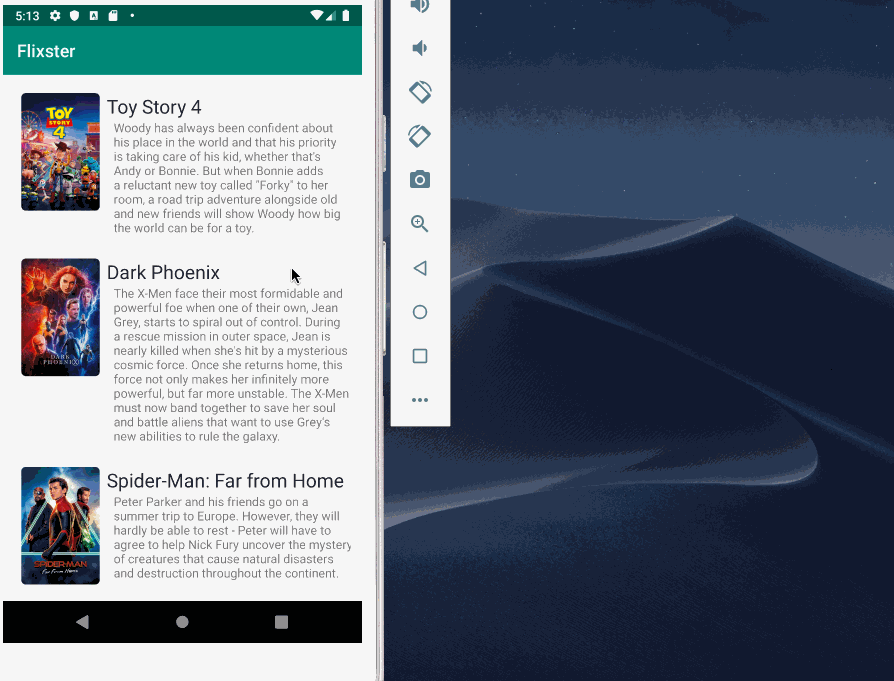 5:13
Flixster
TOY
STORY
4
Toy Story 4
Woody has always been confident about
his place in the world and that his priority
is taking care of his kid, whether that's
Andy or Bonnie. But when Bonnie adds
a reluctant new toy called "Forky" to her
room, a road trip adventure alongside old
and new friends will show Woody how big
the world can be for a toy.
DARK
PHOENIX
Dark Phoenix
The X-Men face their most formidable and
powerful foe when one of their own, Jean
Grey, starts to spiral out of control. During
a rescue mission in outer space, Jean is
nearly killed when she's hit by a mysterious
cosmic force. Once she returns home, this
force not only makes her infinitely more
powerful, but far more unstable. The X-Men
must now band together to save her soul
and battle aliens that want to use Grey's
new abilities to rule the galaxy.
SPIDER-MAN
Far From Home
Spider-Man: Far from Home
Peter Parker and his friends go on a
summer trip to Europe. However, they will
hardly be able to rest - Peter will have to
agree to help Nick Fury uncover the mystery
of creatures that cause natural disasters
and destruction throughout the continent.